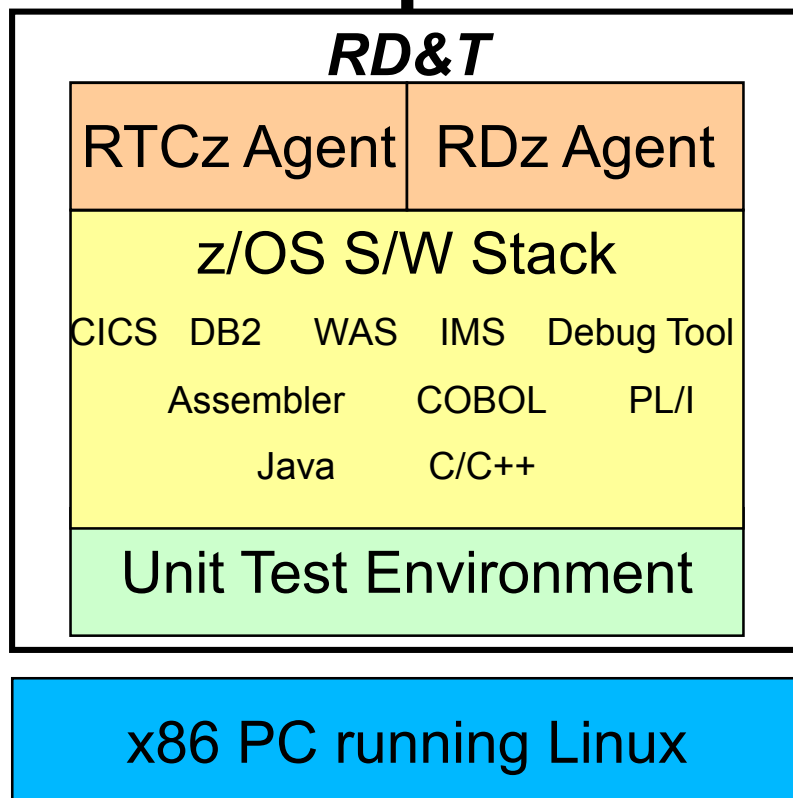 RD&T
RTCz Agent RDz Agent
z/OS S/W Stack
CICS DB2 WAS IMS Debug Tool
Assembler COBOL PL/I
Java C/C++
Unit Test Environment
x86 PC running Linux